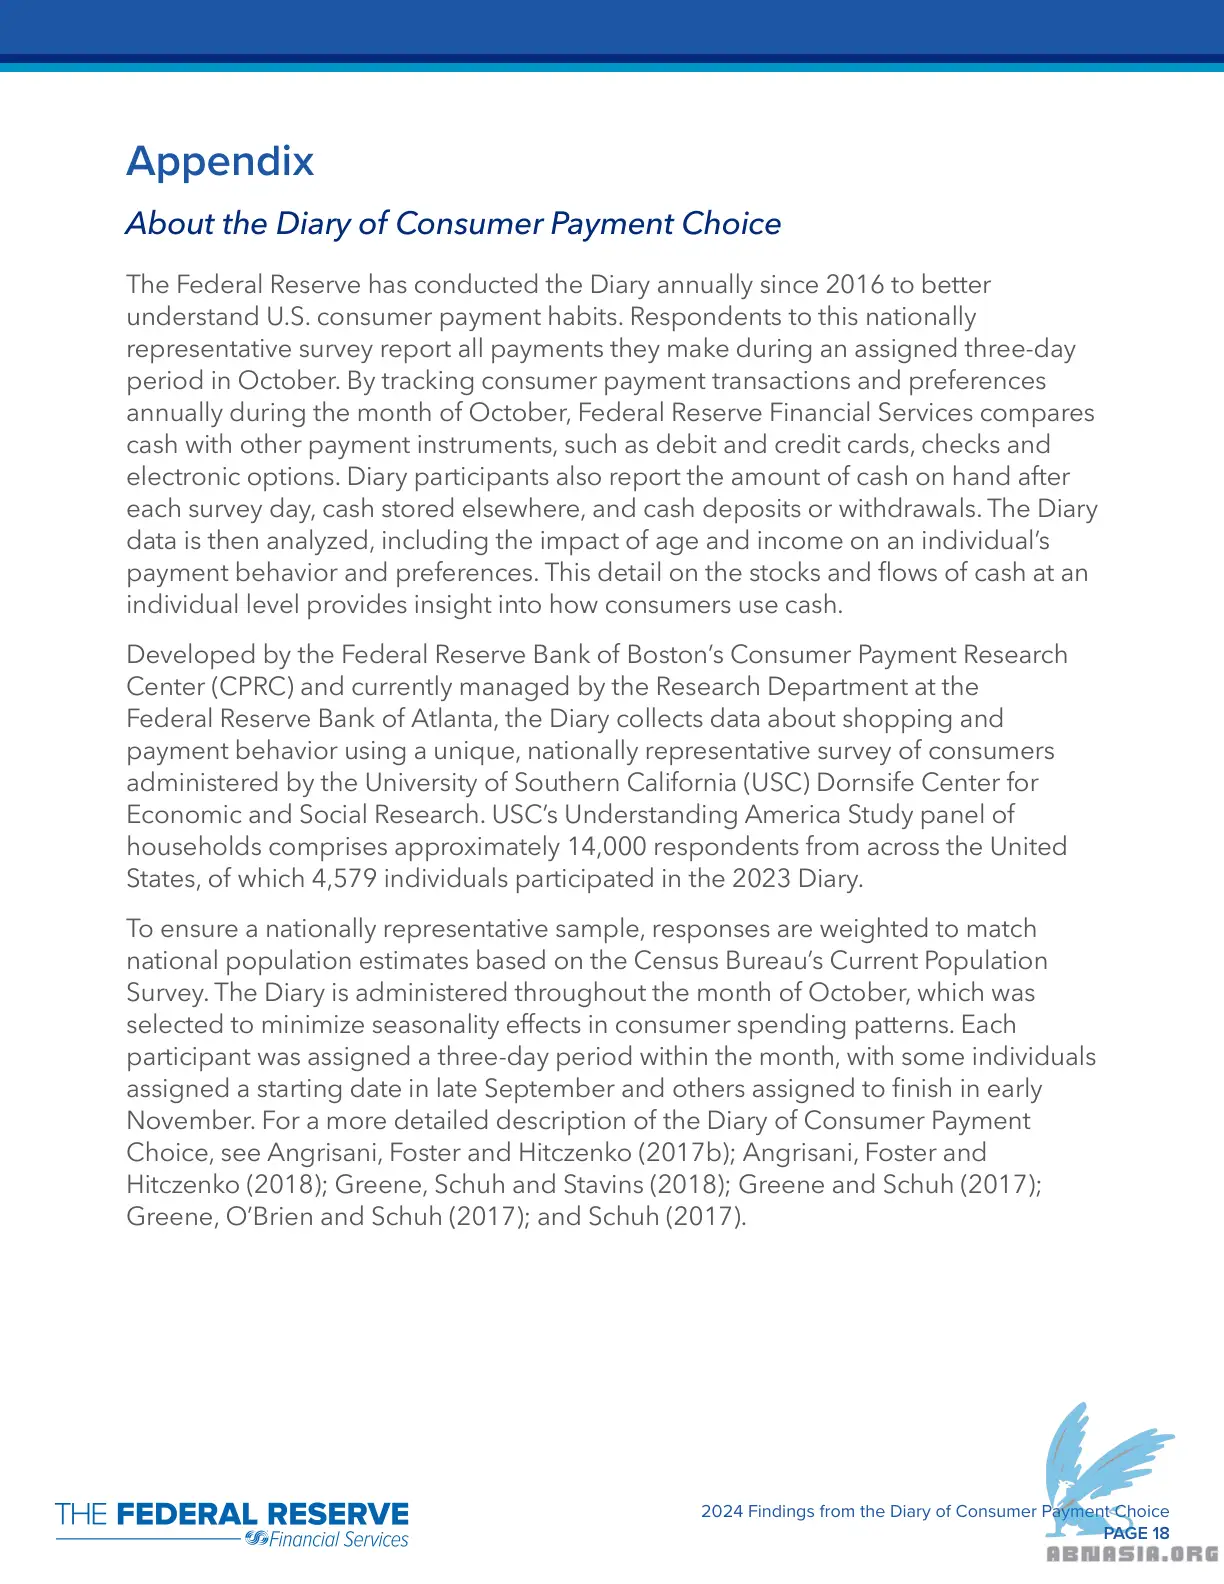 Appendix
About the Diary of Consumer Payment Choice
The Federal Reserve has conducted the Diary annually since 2016 to better
understand U.S. consumer payment habits. Respondents to this nationally
representative survey report all payments they make during an assigned three-day
period in October. By tracking consumer payment transactions and preferences
annually during the month of October, Federal Reserve Financial Services compares
cash with other payment instruments, such as debit and credit cards, checks and
electronic options. Diary participants also report the amount of cash on hand after
each survey day, cash stored elsewhere, and cash deposits or withdrawals. The Diary
data is then analyzed, including the impact of age and income on an individual’s
payment behavior and preferences. This detail on the stocks and flows of cash at an
individual level provides insight into how consumers use cash.
Developed by the Federal Reserve Bank of Boston’s Consumer Payment Research
Center (CPRC) and currently managed by the Research Department at the
Federal Reserve Bank of Atlanta, the Diary collects data about shopping and
payment behavior using a unique, nationally representative survey of consumers
administered by the University of Southern California (USC) Dornsife Center for
Economic and Social Research. USC’s Understanding America Study panel of
households comprises approximately 14,000 respondents from across the United
States, of which 4,579 individuals participated in the 2023 Diary.
To ensure a nationally representative sample, responses are weighted to match
national population estimates based on the Census Bureau’s Current Population
Survey. The Diary is administered throughout the month of October, which was
selected to minimize seasonality effects in consumer spending patterns. Each
participant was assigned a three-day period within the month, with some individuals
assigned a starting date in late September and others assigned to finish in early
November. For a more detailed description of the Diary of Consumer Payment
Choice, see Angrisani, Foster and Hitczenko (2017b); Angrisani, Foster and
Hitczenko (2018); Greene, Schuh and Stavins (2018); Greene and Schuh (2017);
Greene, O’Brien and Schuh (2017); and Schuh (2017).
THE FEDERAL RESERVE
Financial Services
2024 Findings from the Diary of Consumer Payment Choice
PAGE 18
ABNASIA.ORG